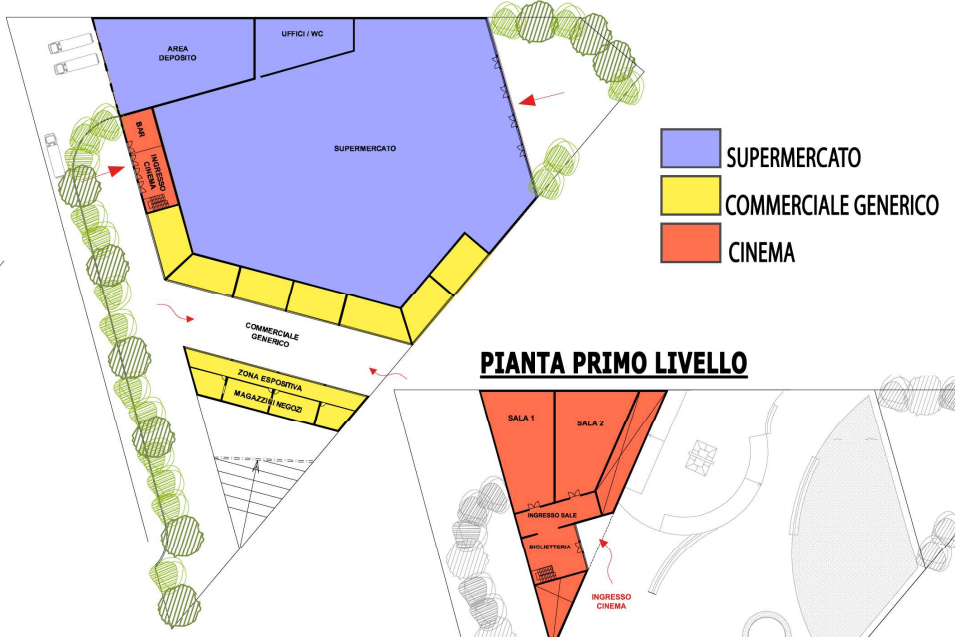 UFFICI / WC
AREA
DEPOSITO
BAR
INGRESSO
CINEMA
SUPERMERCATO
SUPERMERCATO
COMMERCIALE GENERICO
CINEMA
COMMERCIALE
GENERICO
ZONA ESPOSITIVA
MAGAZZINI NEGOZI
PIANTA PRIMO LIVELLO
SALA 1
SALA 2
INGRESSO SALE
BIGLIETTERIA
INGRESSO
CINEMA